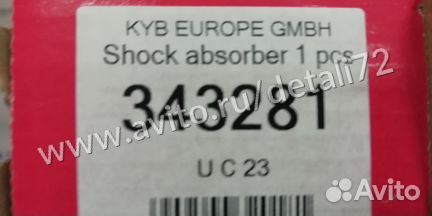 KYB EUROPE GMBH
Shock absorber 1 pcs
343281
www.avito.ru/detali72
U C 23
Avito